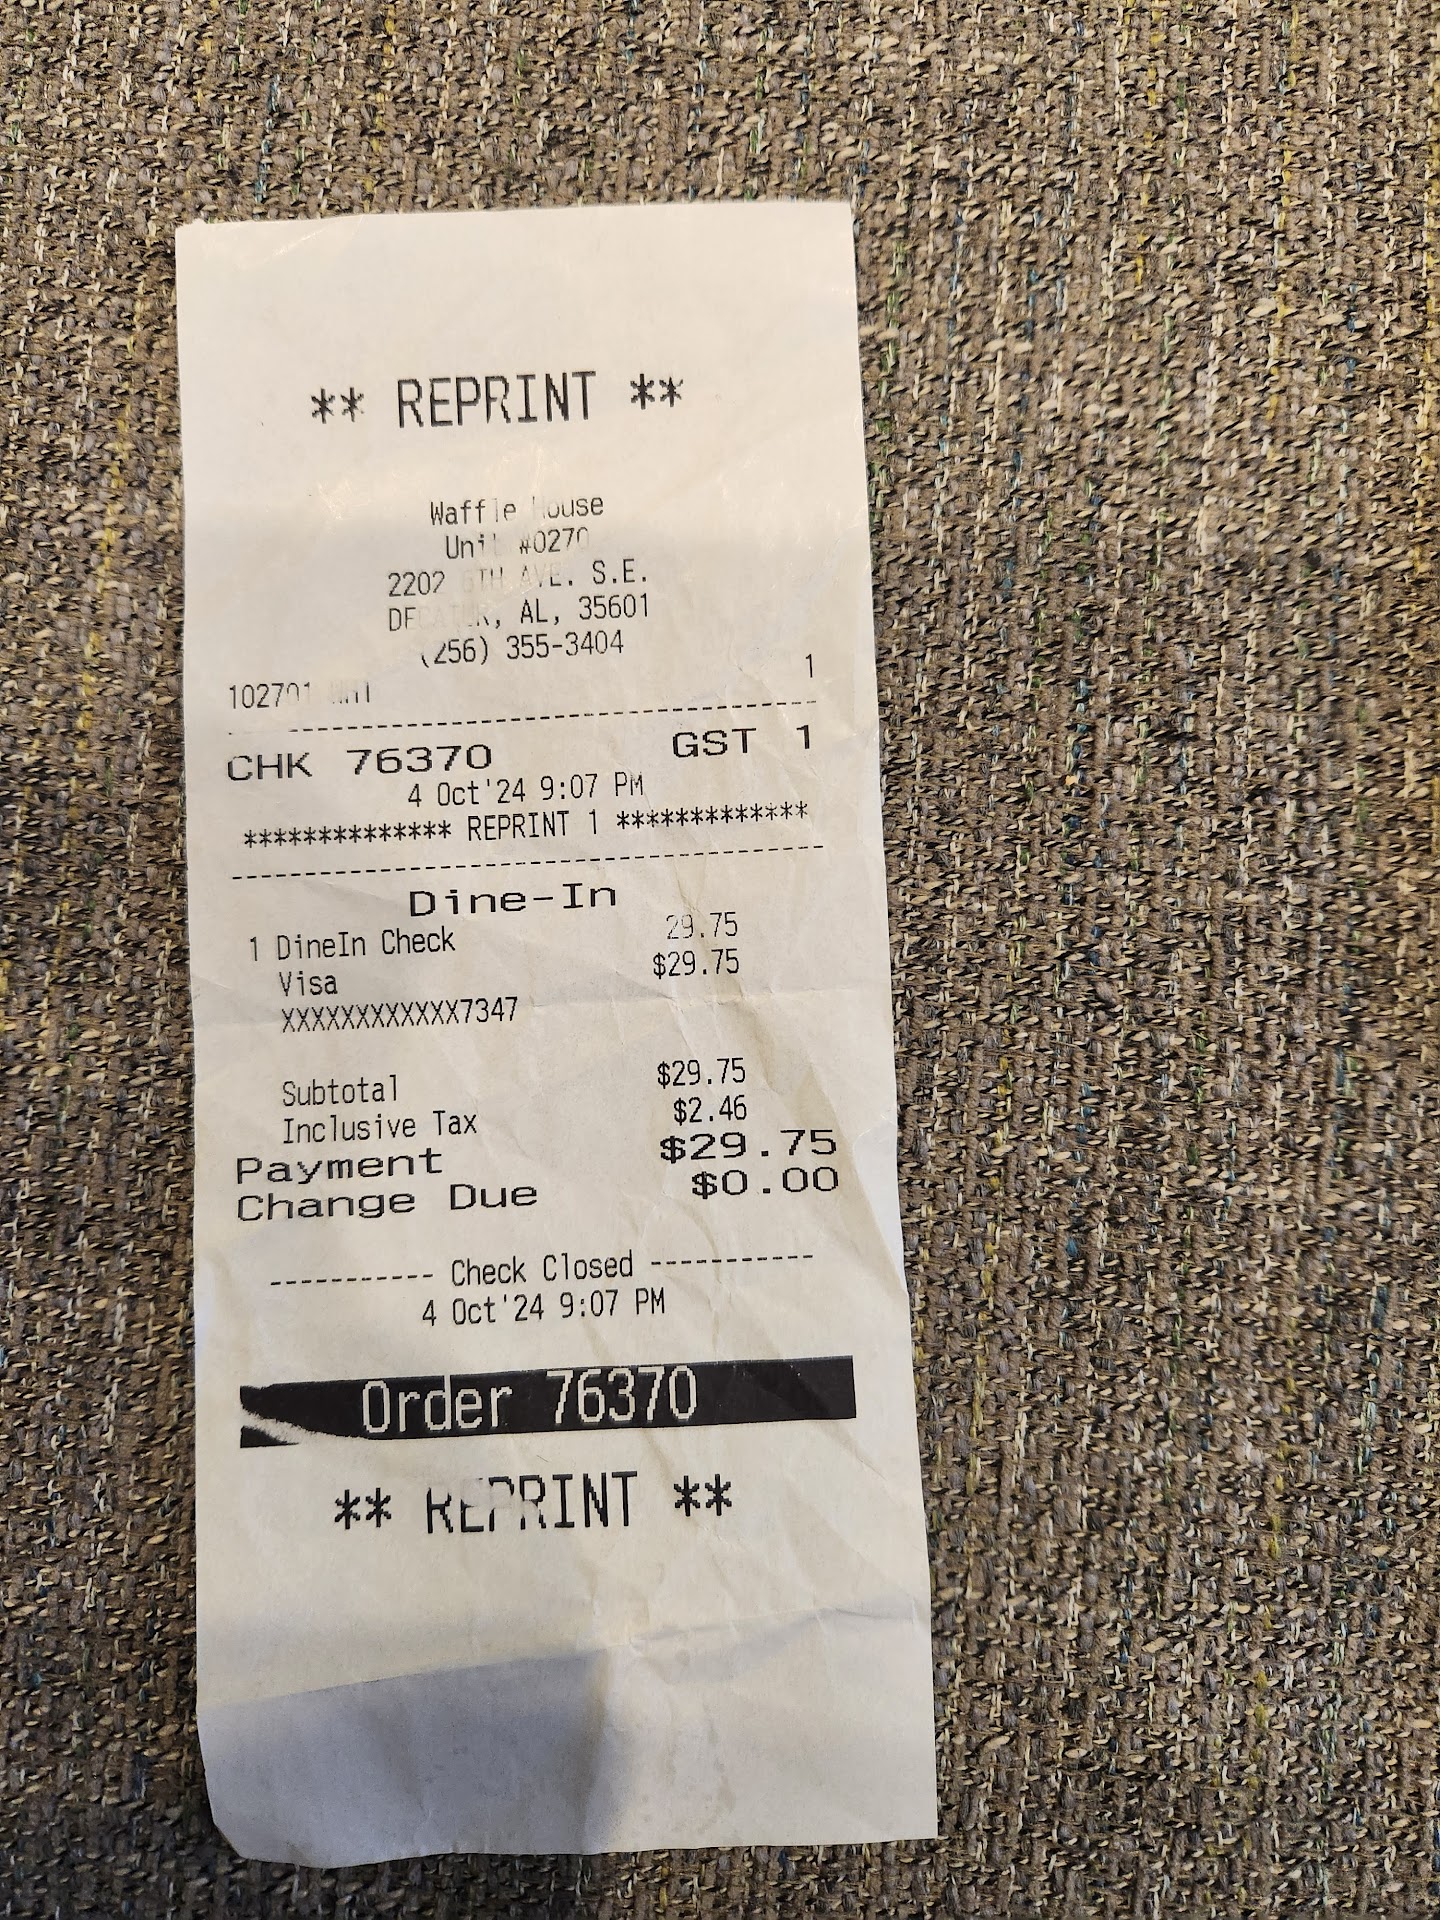 ** REPRINT **
Waffle House
Unit #0270
2202 6TH AVE. S.E.
DECATUR, AL, 35601
(256) 355-3404
102701 1
CHK 76370 GST 1
4 Oct'24 9:07 PM
************** REPRINT 1 *************
Dine-In
1 DineIn Check 29.75
Visa $29.75
XXXXXXXXXXXX7347
Subtotal $29.75
Inclusive Tax $2.46
Payment $29.75
Change Due $0.00
----------- Check Closed -----------
4 Oct'24 9:07 PM
Order 76370
** REPRINT **